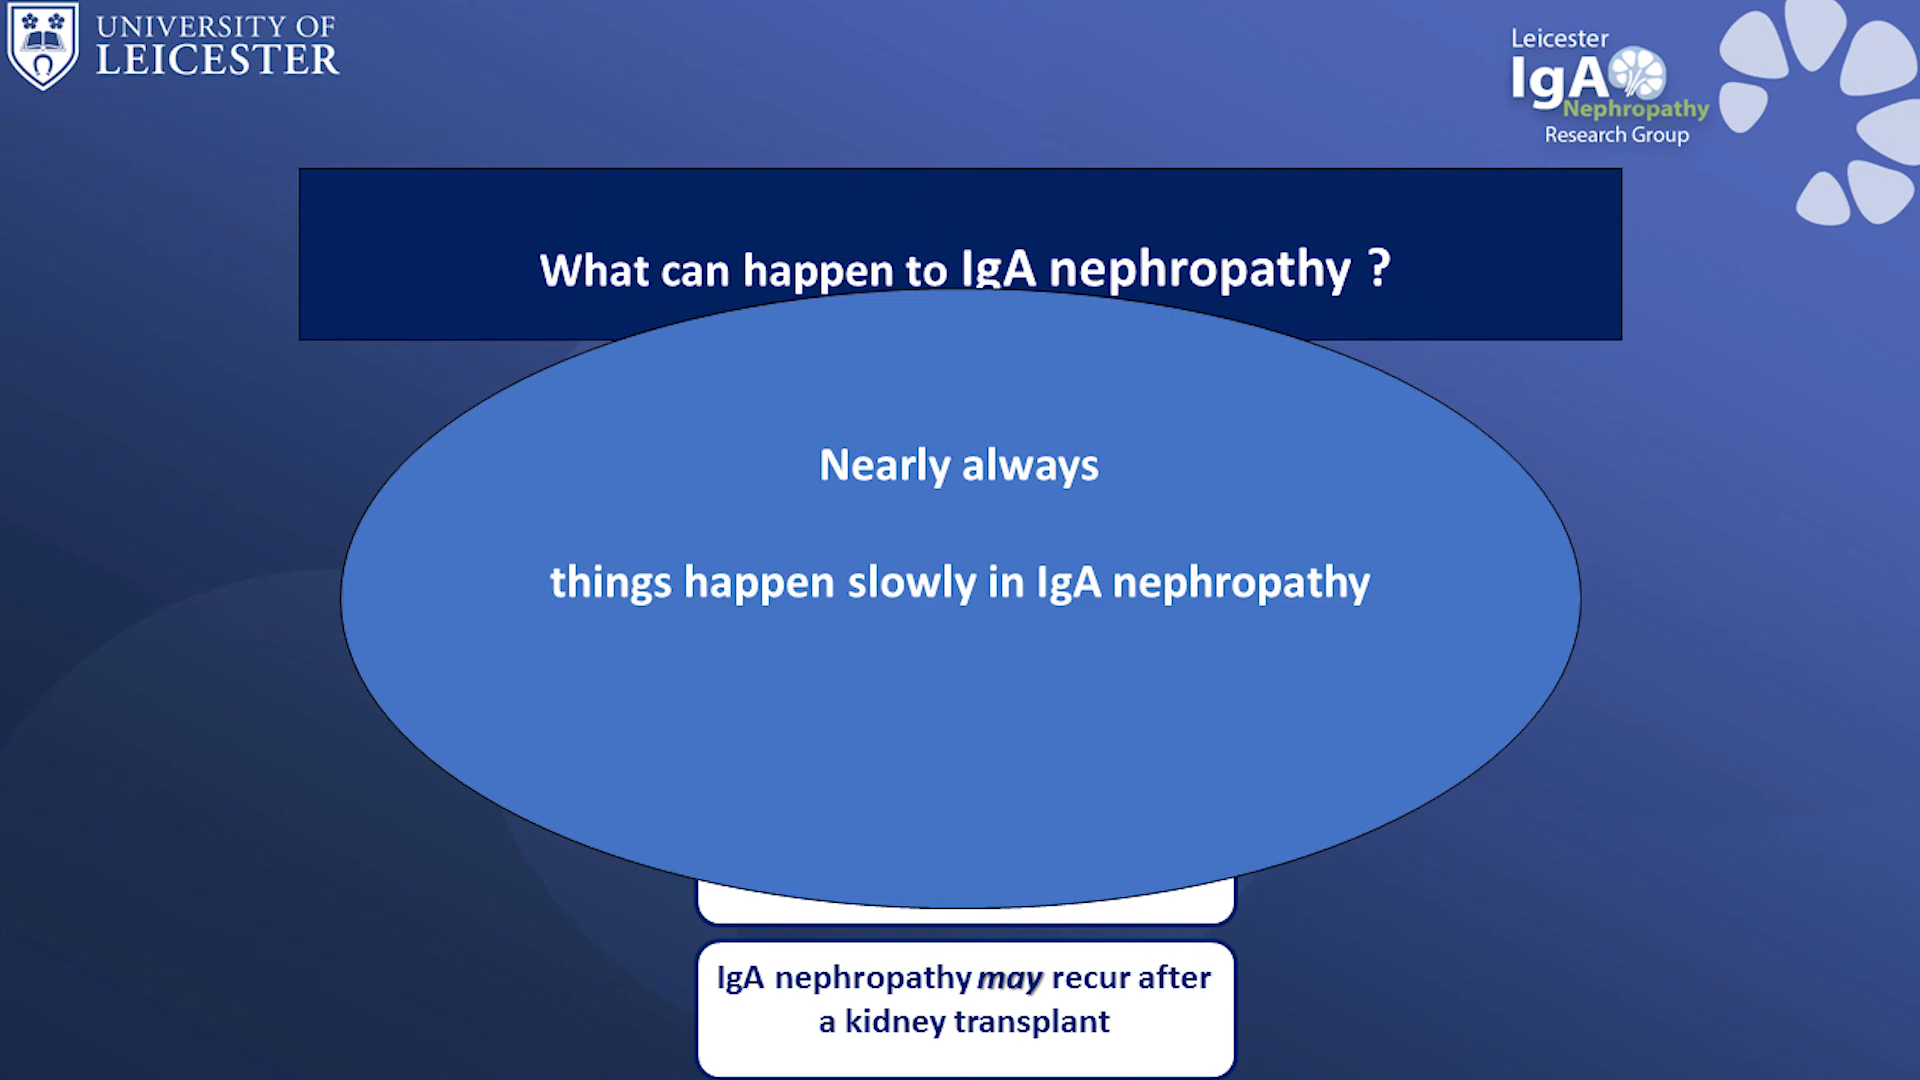 UNIVERSITY OF
LEICESTER
Leicester
IgA
Nephropathy
Research Group
What can happen to IgA nephropathy ?
Nearly always
things happen slowly in IgA nephropathy
IgA nephropathy may recur after
a kidney transplant